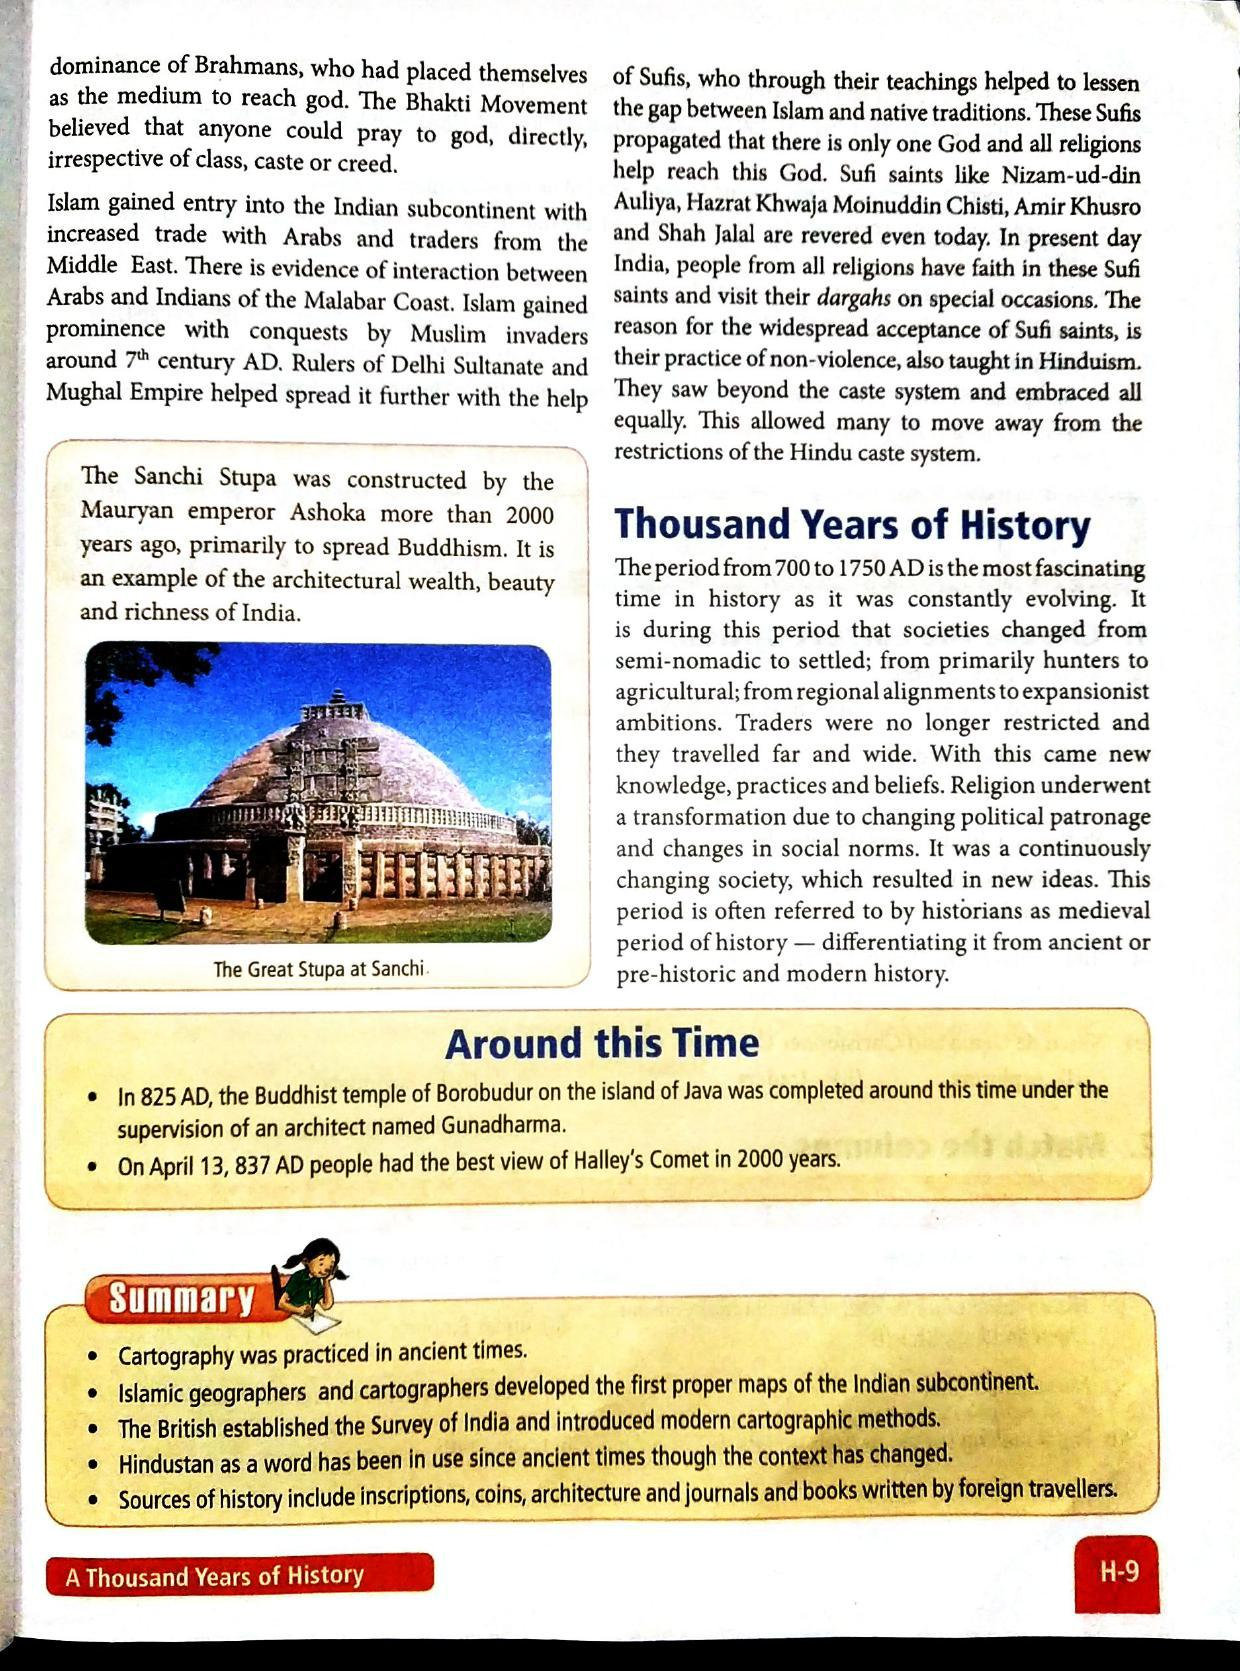 dominance of Brahmans, who had placed themselves
as the medium to reach god. The Bhakti Movement
believed that anyone could pray to god, directly,
irrespective of class, caste or creed.
Islam gained entry into the Indian subcontinent with
increased trade with Arabs and traders from the
Middle East. There is evidence of interaction between
Arabs and Indians of the Malabar Coast. Islam gained
prominence with conquests by Muslim invaders
around 7th century AD. Rulers of Delhi Sultanate and
Mughal Empire helped spread it further with the help
The Sanchi Stupa was constructed by the
Mauryan emperor Ashoka more than 2000
years ago, primarily to spread Buddhism. It is
an example of the architectural wealth, beauty
and richness of India.
The Great Stupa at Sanchi.
of Sufis, who through their teachings helped to lessen
the gap between Islam and native traditions. These Sufis
propagated that there is only one God and all religions
help reach this God. Sufi saints like Nizam-ud-din
Auliya, Hazrat Khwaja Moinuddin Chisti, Amir Khusro
and Shah Jalal are revered even today. In present day
India, people from all religions have faith in these Sufi
saints and visit their dargahs on special occasions. The
reason for the widespread acceptance of Sufi saints, is
their practice of non-violence, also taught in Hinduism.
They saw beyond the caste system and embraced all
equally. This allowed many to move away from the
restrictions of the Hindu caste system.
Thousand Years of History
The period from 700 to 1750 AD is the most fascinating
time in history as it was constantly evolving. It
is during this period that societies changed from
semi-nomadic to settled; from primarily hunters to
agricultural; from regional alignments to expansionist
ambitions. Traders were no longer restricted and
they travelled far and wide. With this came new
knowledge, practices and beliefs. Religion underwent
a transformation due to changing political patronage
and changes in social norms. It was a continuously
changing society, which resulted in new ideas. This
period is often referred to by historians as medieval
period of history — differentiating it from ancient or
pre-historic and modern history.
Around this Time
• In 825 AD, the Buddhist temple of Borobudur on the island of Java was completed around this time under the
supervision of an architect named Gunadharma.
• On April 13, 837 AD people had the best view of Halley's Comet in 2000 years.
Summary
• Cartography was practiced in ancient times.
• Islamic geographers and cartographers developed the first proper maps of the Indian subcontinent.
• The British established the Survey of India and introduced modern cartographic methods.
• Hindustan as a word has been in use since ancient times though the context has changed.
• Sources of history include inscriptions, coins, architecture and journals and books written by foreign travellers.
A Thousand Years of History
H-9